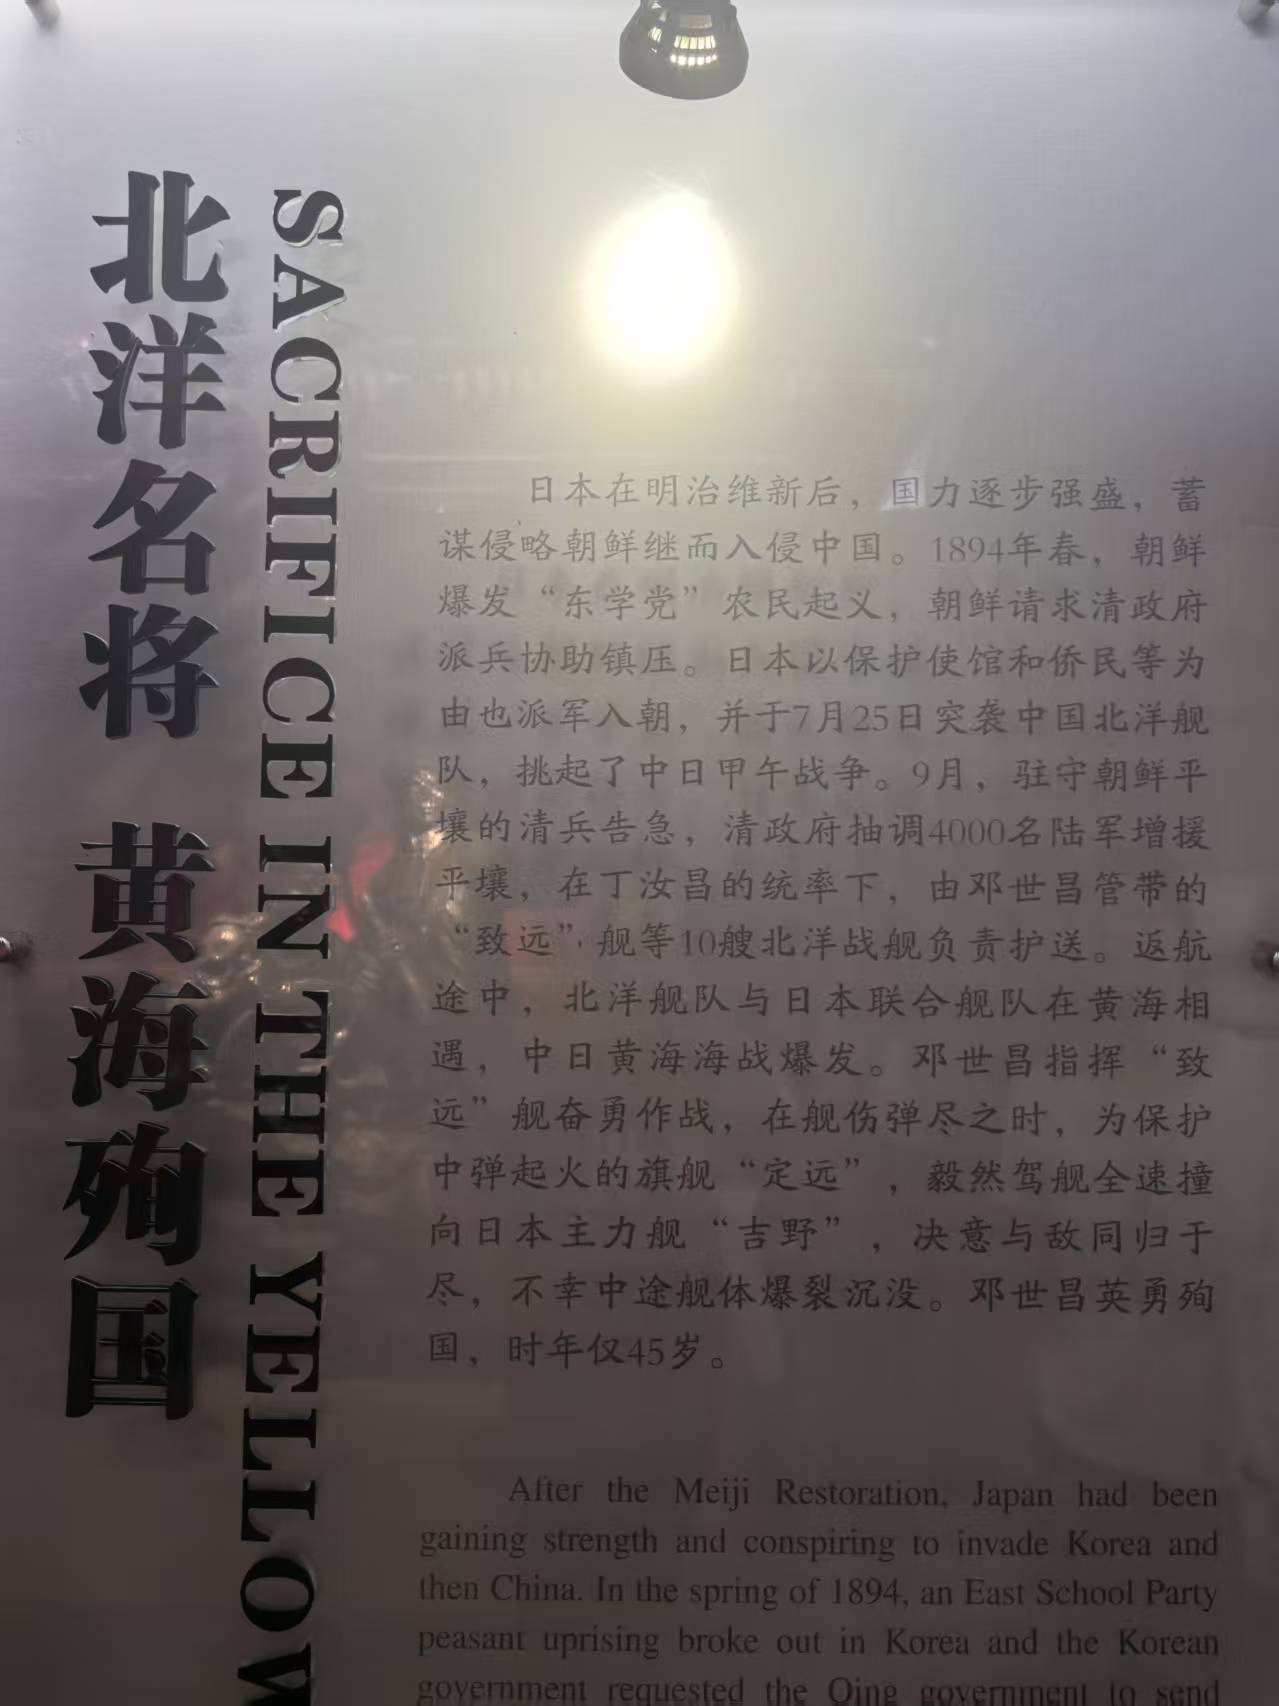 北洋名将 黄海殉国
SACRIFICE IN THE YELLOW
日本在明治维新后，国力逐步强盛，蓄
谋侵略朝鲜继而入侵中国。1894年春，朝鲜
爆发“东学党”农民起义，朝鲜请求清政府
派兵协助镇压。日本以保护使馆和侨民等为
由也派军入朝，并于7月25日突袭中国北洋舰
队，挑起了中日甲午战争。9月，驻守朝鲜平
壤的清兵告急，清政府抽调4000名陆军增援
平壤，在丁汝昌的统率下，由邓世昌管带的
“致远”舰等10艘北洋战舰负责护送。返航
途中，北洋舰队与日本联合舰队在黄海相
遇，中日黄海海战爆发。邓世昌指挥“致
远”舰奋勇作战，在舰伤弹尽之时，为保护
中弹起火的旗舰“定远”，毅然驾舰全速撞
向日本主力舰“吉野”，决意与敌同归于
尽，不幸中途舰体爆裂沉没。邓世昌英勇殉
国，时年仅45岁。
After the Meiji Restoration, Japan had been
gaining strength and conspiring to invade Korea and
then China. In the spring of 1894, an East School Party
peasant uprising broke out in Korea and the Korean
government requested the Qing government to send